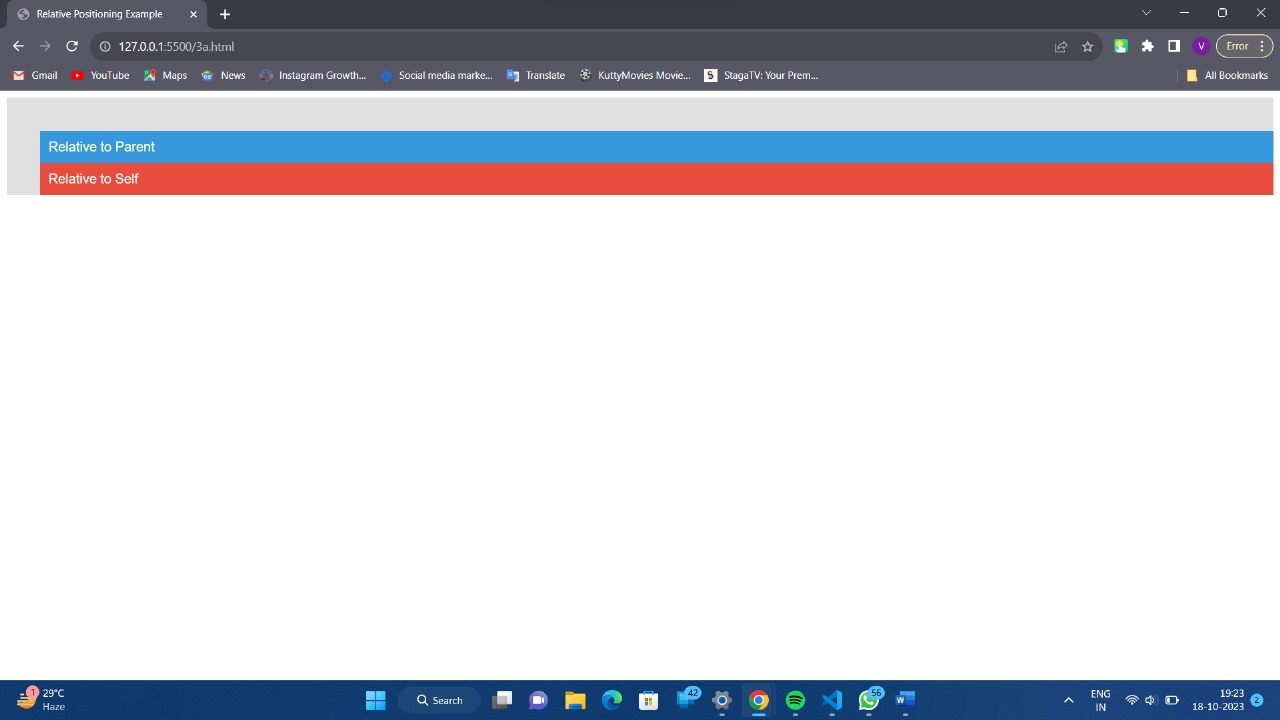 Relative Positioning Example
127.0.0.1:5500/3a.html
Error
V
Gmail
YouTube
Maps
News
Instagram Growth...
Social media marke...
Translate
KuttyMovies Movie...
StagaTV: Your Prem...
All Bookmarks
Relative to Parent
Relative to Self
1
29°C
Haze
Search
42
56
ENG
IN
19:23
18-10-2023
2